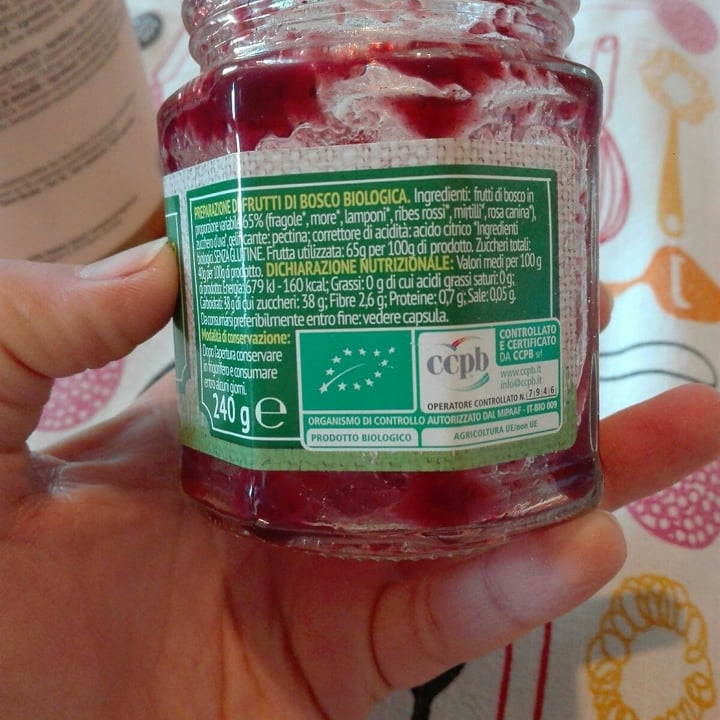 PREPARAZIONE DI FRUTTI DI BOSCO BIOLOGICA. Ingredienti: frutti di bosco in
proporzione variabile 65% (fragole*, more*, lamponi*, ribes rossi*, mirtilli*, rosa canina*),
zucchero d'uva*, gelificante: pectina; correttore di acidità: acido citrico *Ingredienti
biologici. SENZA GLUTINE. Frutta utilizzata: 65g per 100g di prodotto. Zuccheri totali:
40g per 100g di prodotto. DICHIARAZIONE NUTRIZIONALE: Valori medi per 100 g
di prodotto: Energia: 679 kJ - 160 kcal; Grassi: 0 g di cui acidi grassi saturi: 0 g;
Carboidrati: 38 g di cui zuccheri: 38 g; Fibre 2,6 g; Proteine: 0,7 g; Sale: 0,05 g.
Da consumarsi preferibilmente entro fine: vedere capsula.
Modalità di conservazione:
Dopo l'apertura conservare
in frigorifero e consumare
entro alcuni giorni.
240 g e
ccpb
CONTROLLATO
E CERTIFICATO
DA CCPB srl
www.ccpb.it
info@ccpb.it
OPERATORE CONTROLLATO N. 7946
ORGANISMO DI CONTROLLO AUTORIZZATO DAL MIPAAF - IT-BIO 009
PRODOTTO BIOLOGICO
AGRICOLTURA UE/non UE